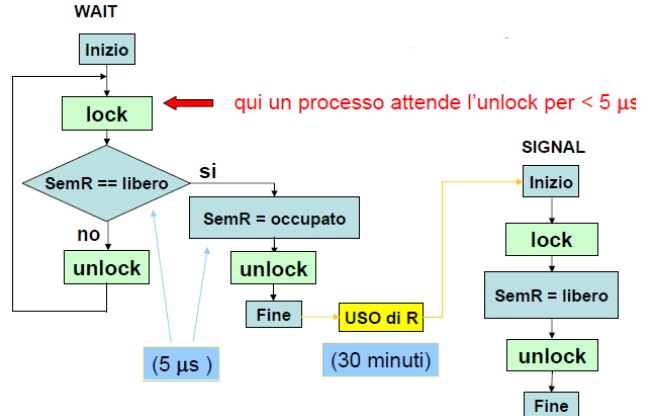 WAIT
Inizio
lock
qui un processo attende l'unlock per < 5 μs
SemR == libero
si
no
unlock
SemR = occupato
unlock
Fine
USO di R
(5 μs )
(30 minuti)
SIGNAL
Inizio
lock
SemR = libero
unlock
Fine